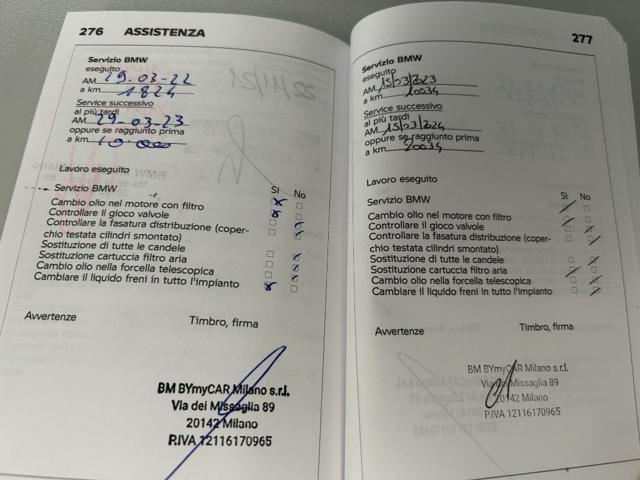 276 ASSISTENZA
Servizio BMW
eseguito
AM 29-03-22
a km 1824
Service successivo
al più tardi
AM 29-03-23
oppure se raggiunto prima
a km 10.000
Lavoro eseguito
Servizio BMW
Sì No
Cambio olio nel motore con filtro
Controllare il gioco valvole
Controllare la fasatura distribuzione (coper-
chio testata cilindri smontato)
Sostituzione di tutte le candele
Sostituzione cartuccia filtro aria
Cambio olio nella forcella telescopica
Cambiare il liquido freni in tutto l'impianto
Avvertenze Timbro, firma
BM BYmyCAR Milano s.r.l.
Via dei Missaglia 89
20142 Milano
P.IVA 12116170965
277
Servizio BMW
eseguito
AM 15/03/2023
a km 10034
Service successivo
al più tardi
AM 15/03/2024
oppure se raggiunto prima
a km 20034
Lavoro eseguito
Servizio BMW
Sì No
Cambio olio nel motore con filtro
Controllare il gioco valvole
Controllare la fasatura distribuzione (coper-
chio testata cilindri smontato)
Sostituzione di tutte le candele
Sostituzione cartuccia filtro aria
Cambio olio nella forcella telescopica
Cambiare il liquido freni in tutto l'impianto
Avvertenze Timbro, firma
BM BYmyCAR Milano s.r.l.
Via dei Missaglia 89
20142 Milano
P.IVA 12116170965